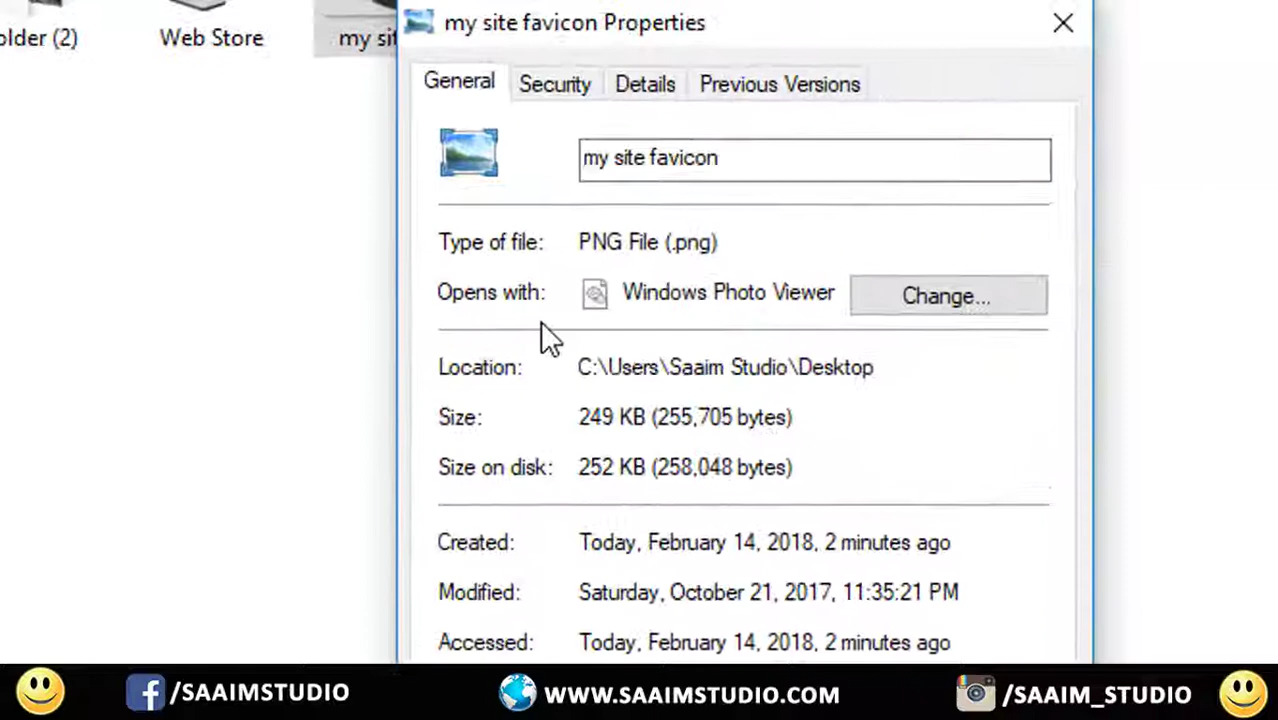 older (2)
Web Store
my sit
my site favicon Properties
General
Security
Details
Previous Versions
my site favicon
Type of file: PNG File (.png)
Opens with: Windows Photo Viewer
Change...
Location: C:\Users\Saaim Studio\Desktop
Size: 249 KB (255,705 bytes)
Size on disk: 252 KB (258,048 bytes)
Created: Today, February 14, 2018, 2 minutes ago
Modified: Saturday, October 21, 2017, 11:35:21 PM
Accessed: Today, February 14, 2018, 2 minutes ago
/SAAIMSTUDIO
WWW.SAAIMSTUDIO.COM
/SAAIM_STUDIO